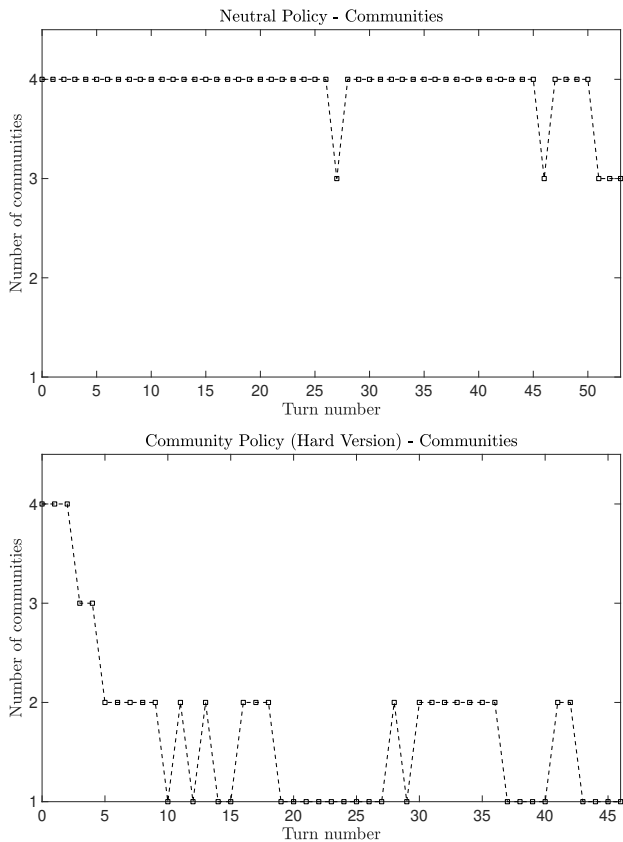 Neutral Policy - Communities
4
3
2
1
Number of communities
0 5 10 15 20 25 30 35 40 45 50
Turn number
Community Policy (Hard Version) - Communities
4
3
2
1
Number of communities
0 5 10 15 20 25 30 35 40 45
Turn number